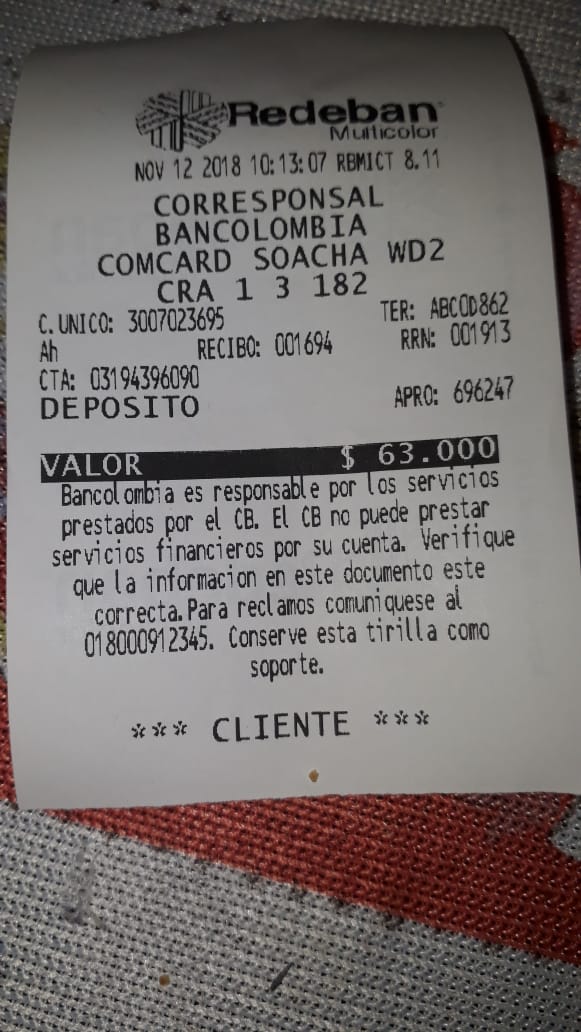 Redeban
Multicolor
NOV 12 2018 10:13:07 RBMICT 8.11
CORRESPONSAL
BANCOLOMBIA
COMCARD SOACHA WD2
CRA 1 3 182
C.UNICO: 3007023695 TER: ABCOD862
Ah RECIBO: 001694 RRN: 001913
CTA: 03194396090
DEPOSITO APRO: 696247
VALOR $ 63.000
Bancolombia es responsable por los servicios
prestados por el CB. El CB no puede prestar
servicios financieros por su cuenta. Verifique
que la informacion en este documento este
correcta.Para reclamos comuniquese al
018000912345. Conserve esta tirilla como
soporte.
*** CLIENTE ***